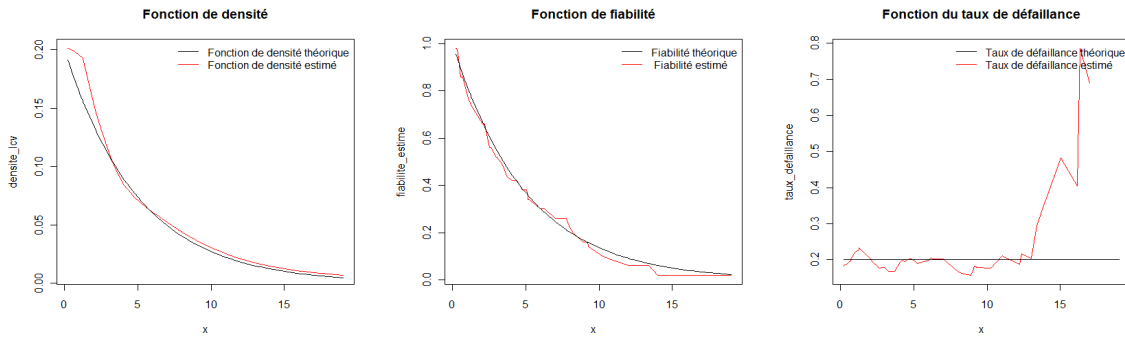 Fonction de densité
Fonction de densité théorique
Fonction de densité estimé
densite_lcv
0.00
0.05
0.10
0.15
0.20
0
5
10
15
x
Fonction de fiabilité
Fiabilité théorique
Fiabilité estimé
fiabilite_estime
0.0
0.2
0.4
0.6
0.8
1.0
0
5
10
15
x
Fonction du taux de défaillance
Taux de défaillance théorique
Taux de défaillance estimé
taux_defaillance
0.2
0.3
0.4
0.5
0.6
0.7
0.8
0
5
10
15
x